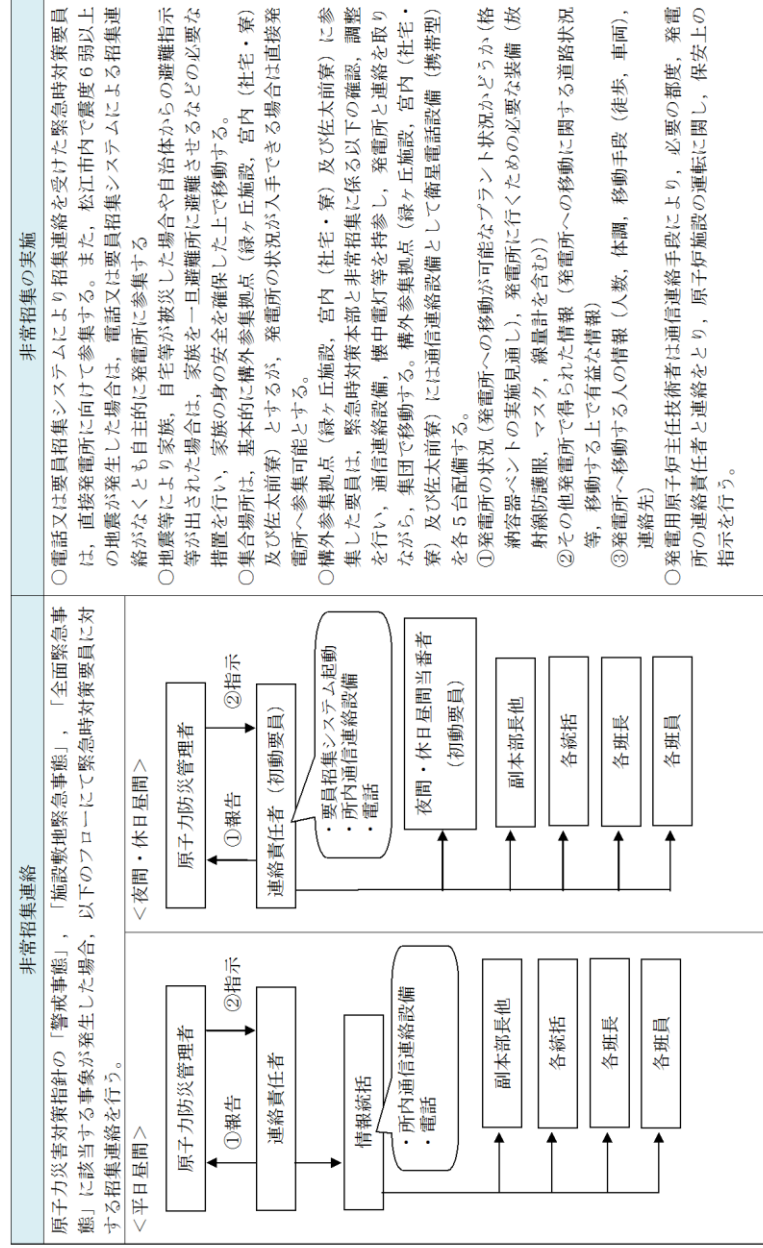 非常招集連絡
原子力災害対策指針の「警戒事態」，「施設敷地緊急事態」，「全面緊急事
態」に該当する事象が発生した場合，以下のフローにて緊急時対策要員に対
する招集連絡を行う。
＜平日昼間＞
原子力防災管理者
①報告
②指示
連絡責任者
情報統括
・所内通信連絡設備
・電話
副本部長他
各統括
各班長
各班員
＜夜間・休日昼間＞
原子力防災管理者
①報告
②指示
連絡責任者（初動要員）
・要員招集システム起動
・所内通信連絡設備
・電話
夜間・休日昼間当番者
（初動要員）
副本部長他
各統括
各班長
各班員
非常招集の実施
○電話又は要員招集システムにより招集連絡を受けた緊急時対策要員
は，直接発電所に向けて参集する。また，松江市内で震度６弱以上
の地震が発生した場合は，電話又は要員招集システムによる招集連
絡がなくとも自主的に発電所に参集する
○地震等により家族，自宅等が被災した場合や自治体からの避難指示
等が出された場合は，家族を一旦避難所に避難させるなどの必要な
措置を行い，家族の身の安全を確保した上で移動する。
○集合場所は，基本的に構外参集拠点（緑ヶ丘施設，宮内（社宅・寮）
及び佐太前寮）とするが，発電所の状況が入手できる場合は直接発
電所へ参集可能とする。
○構外参集拠点（緑ヶ丘施設，宮内（社宅・寮）及び佐太前寮）に参
集した要員は，緊急時対策本部と非常招集に係る以下の確認，調整
を行い，通信連絡設備，懐中電灯等を持参し，発電所と連絡を取り
ながら，集団で移動する。構外参集拠点（緑ヶ丘施設，宮内（社宅・
寮）及び佐太前寮）には通信連絡設備として衛星電話設備（携帯型）
を各５台配備する。
①発電所の状況（発電所への移動が可能なプラント状況かどうか（格
納容器ベントの実施見通し），発電所に行くための必要な装備（放
射線防護服，マスク，線量計を含む））
②その他発電所で得られた情報（発電所への移動に関する道路状況
等，移動する上で有益な情報）
③発電所へ移動する人の情報（人数，体調，移動手段（徒歩，車両），
連絡先）
○発電用原子炉主任技術者は通信連絡手段により，必要の都度，発電
所の連絡責任者と連絡をとり，原子炉施設の運転に関し，保安上の
指示を行う。